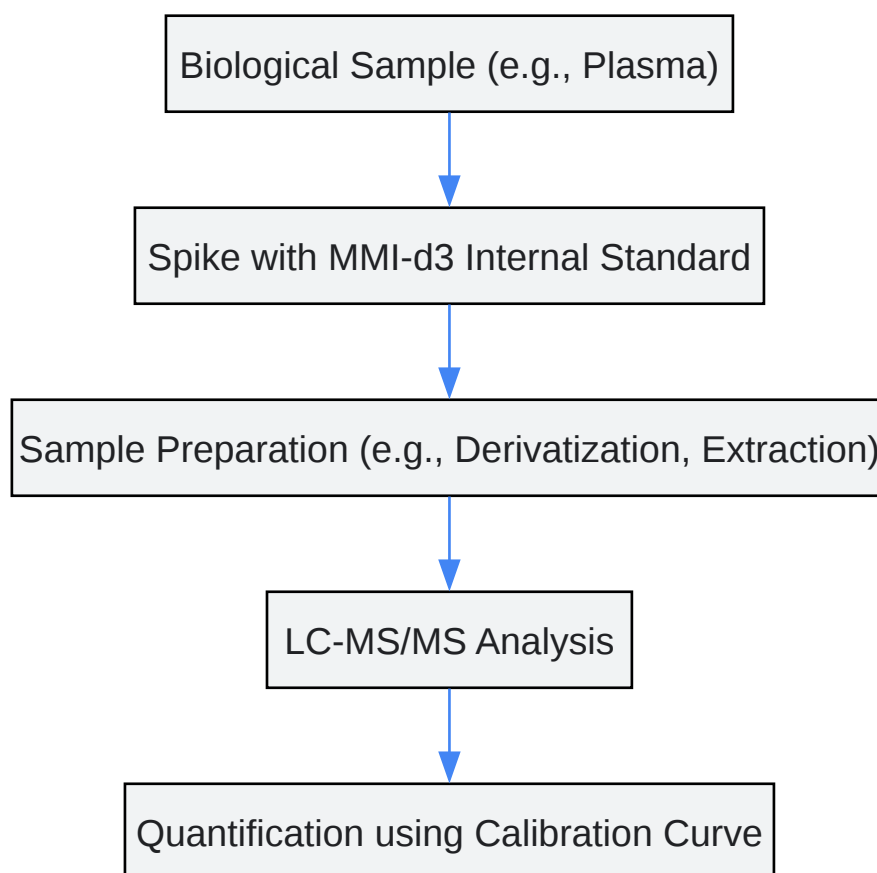 Biological Sample (e.g., Plasma)
Spike with MMI-d3 Internal Standard
Sample Preparation (e.g., Derivatization, Extraction)
LC-MS/MS Analysis
Quantification using Calibration Curve